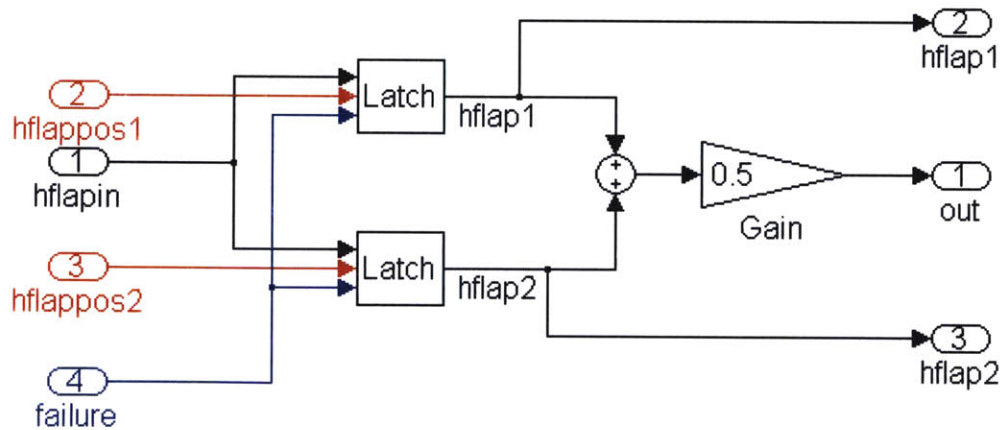 2
hflap1
Latch
hflap1
2
hflappos1
1
hflapin
+
+
0.5
Gain
1
out
Latch
hflap2
3
hflappos2
3
hflap2
4
failure